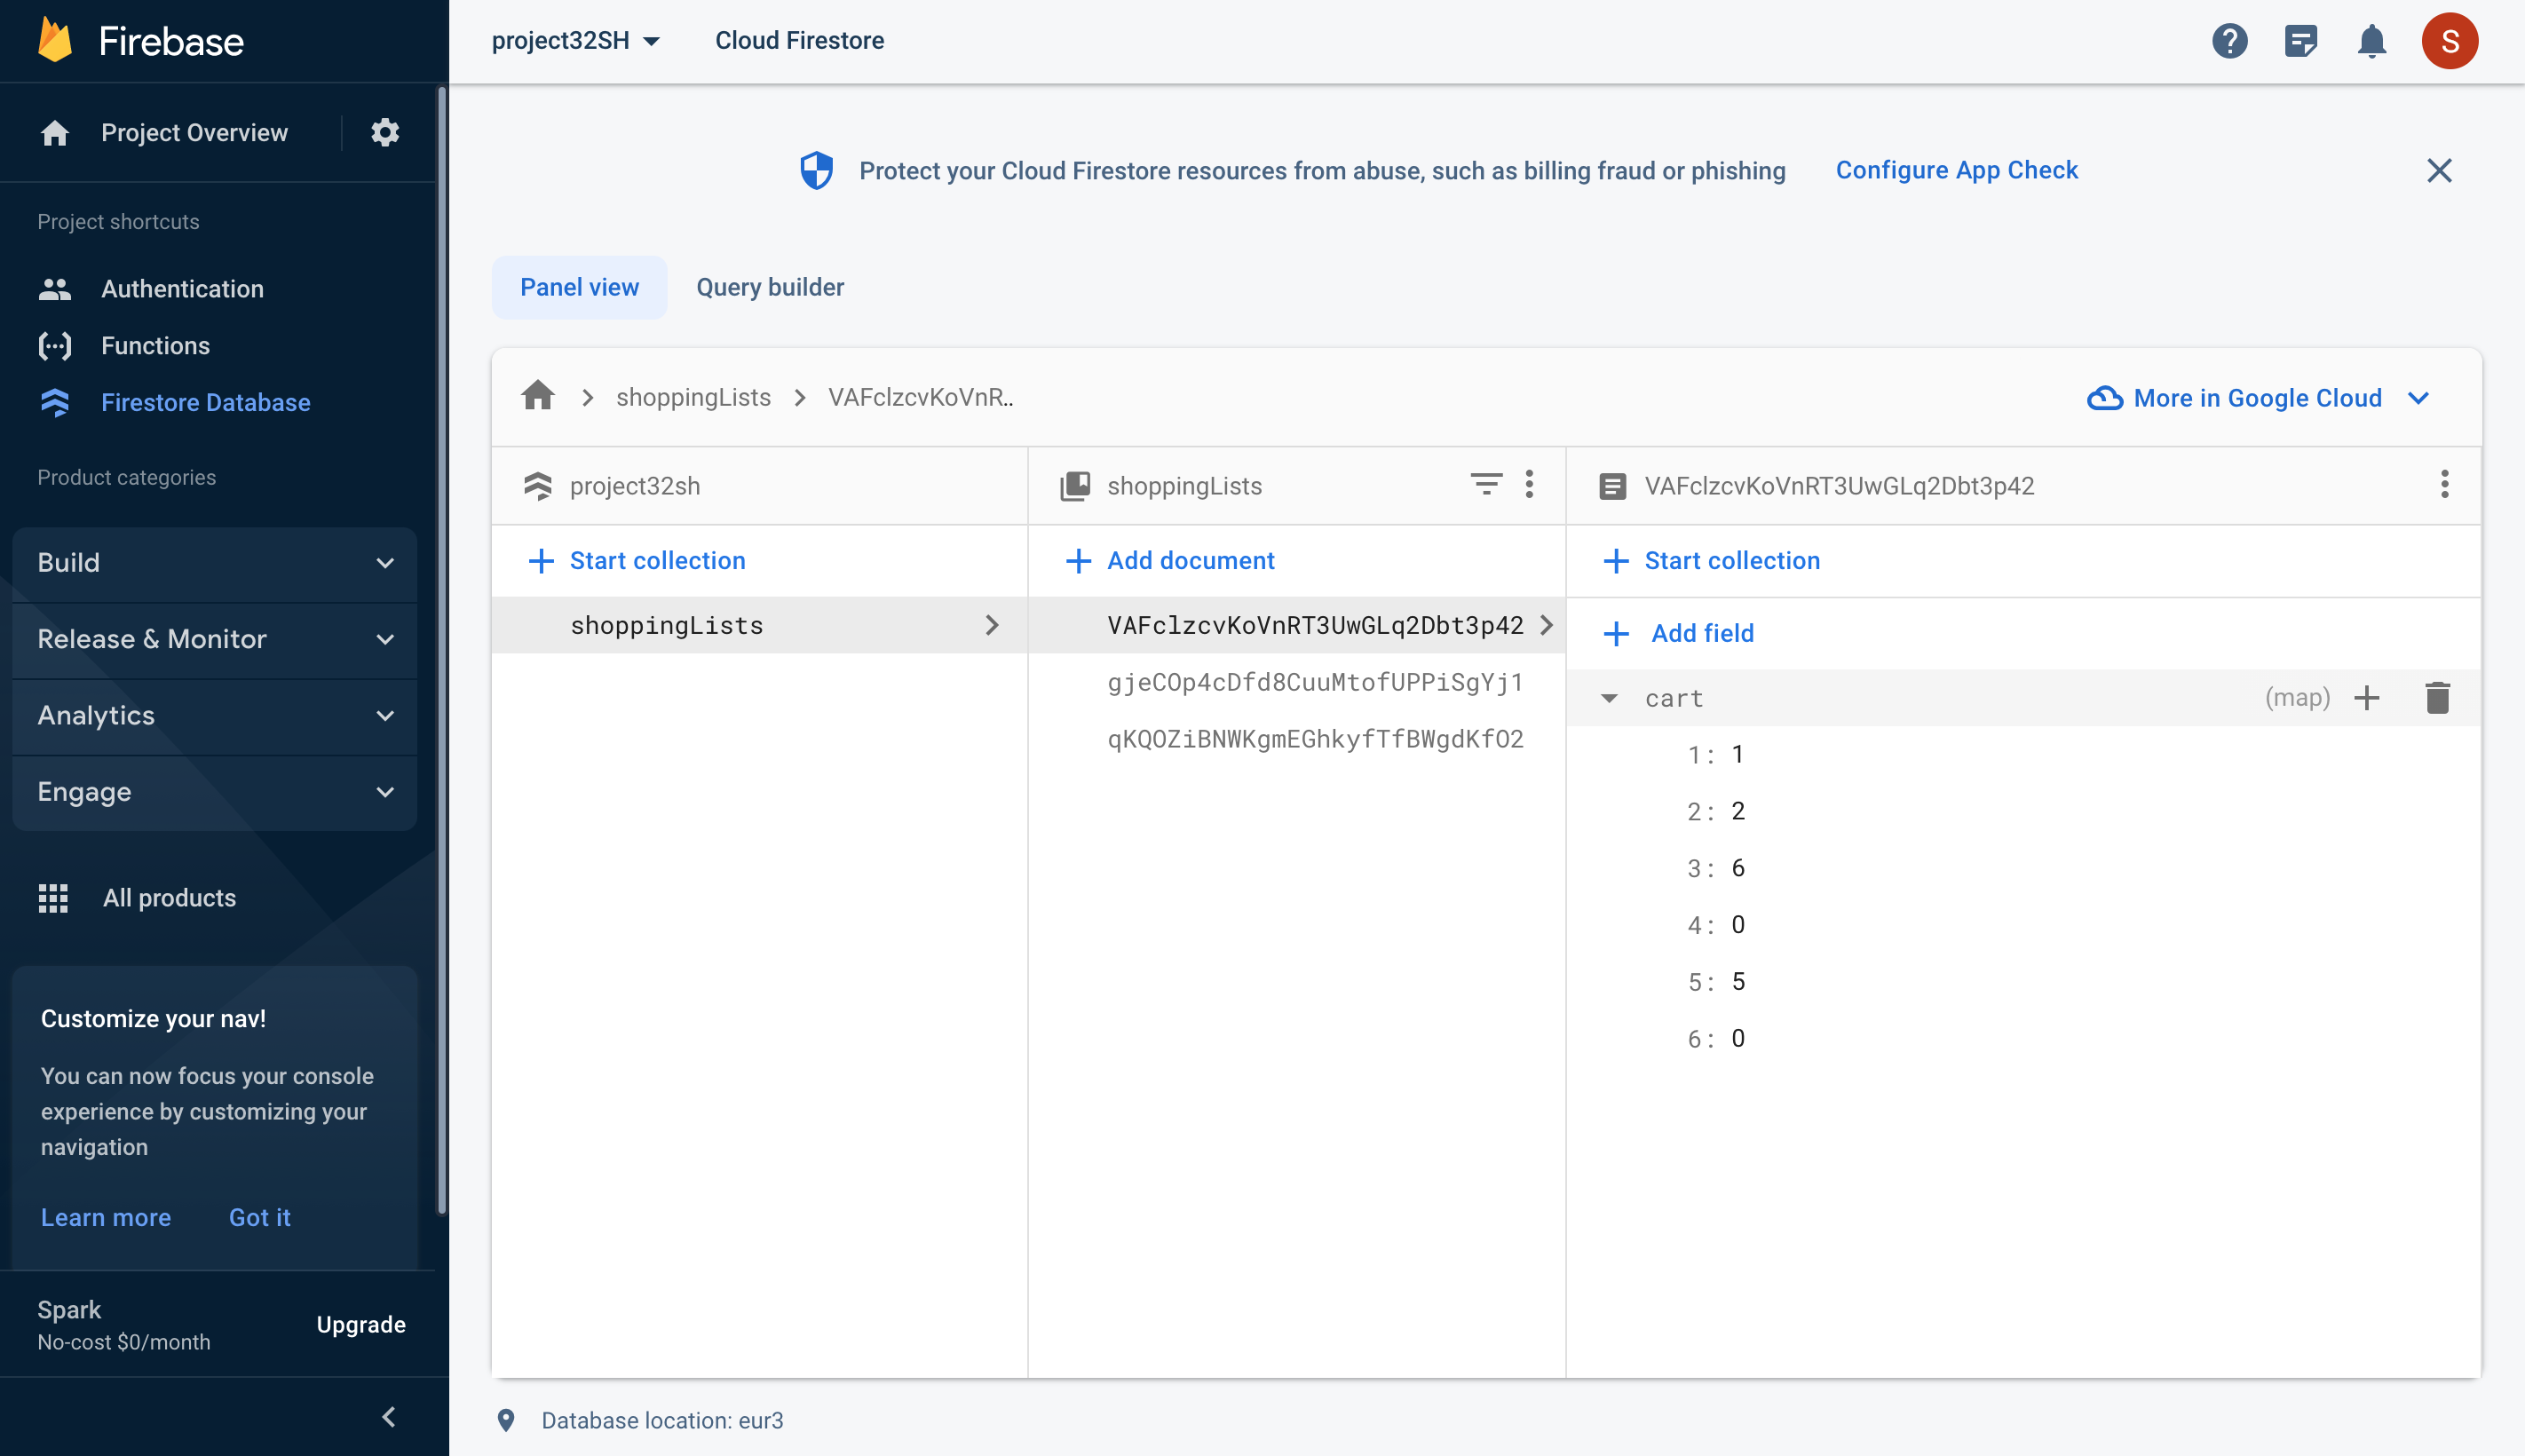 Firebase
Project Overview
Project shortcuts
Authentication
Functions
Firestore Database
Product categories
Build
Release & Monitor
Analytics
Engage
All products
Customize your nav!
You can now focus your console
experience by customizing your
navigation
Learn more Got it
Spark
No-cost $0/month
Upgrade
project32SH Cloud Firestore
S
Protect your Cloud Firestore resources from abuse, such as billing fraud or phishing Configure App Check
Panel view Query builder
shoppingLists VAFclzcvKoVnR..
More in Google Cloud
project32sh
Start collection
shoppingLists
shoppingLists
Add document
VAFclzcvKoVnRT3UwGLq2Dbt3p42
gjeCOp4cDfd8CuuMtofUPPiSgYj1
qKQOZiBNWKgmEGhkyfTfBWgdKfO2
VAFclzcvKoVnRT3UwGLq2Dbt3p42
Start collection
Add field
cart (map)
1: 1
2: 2
3: 6
4: 0
5: 5
6: 0
Database location: eur3